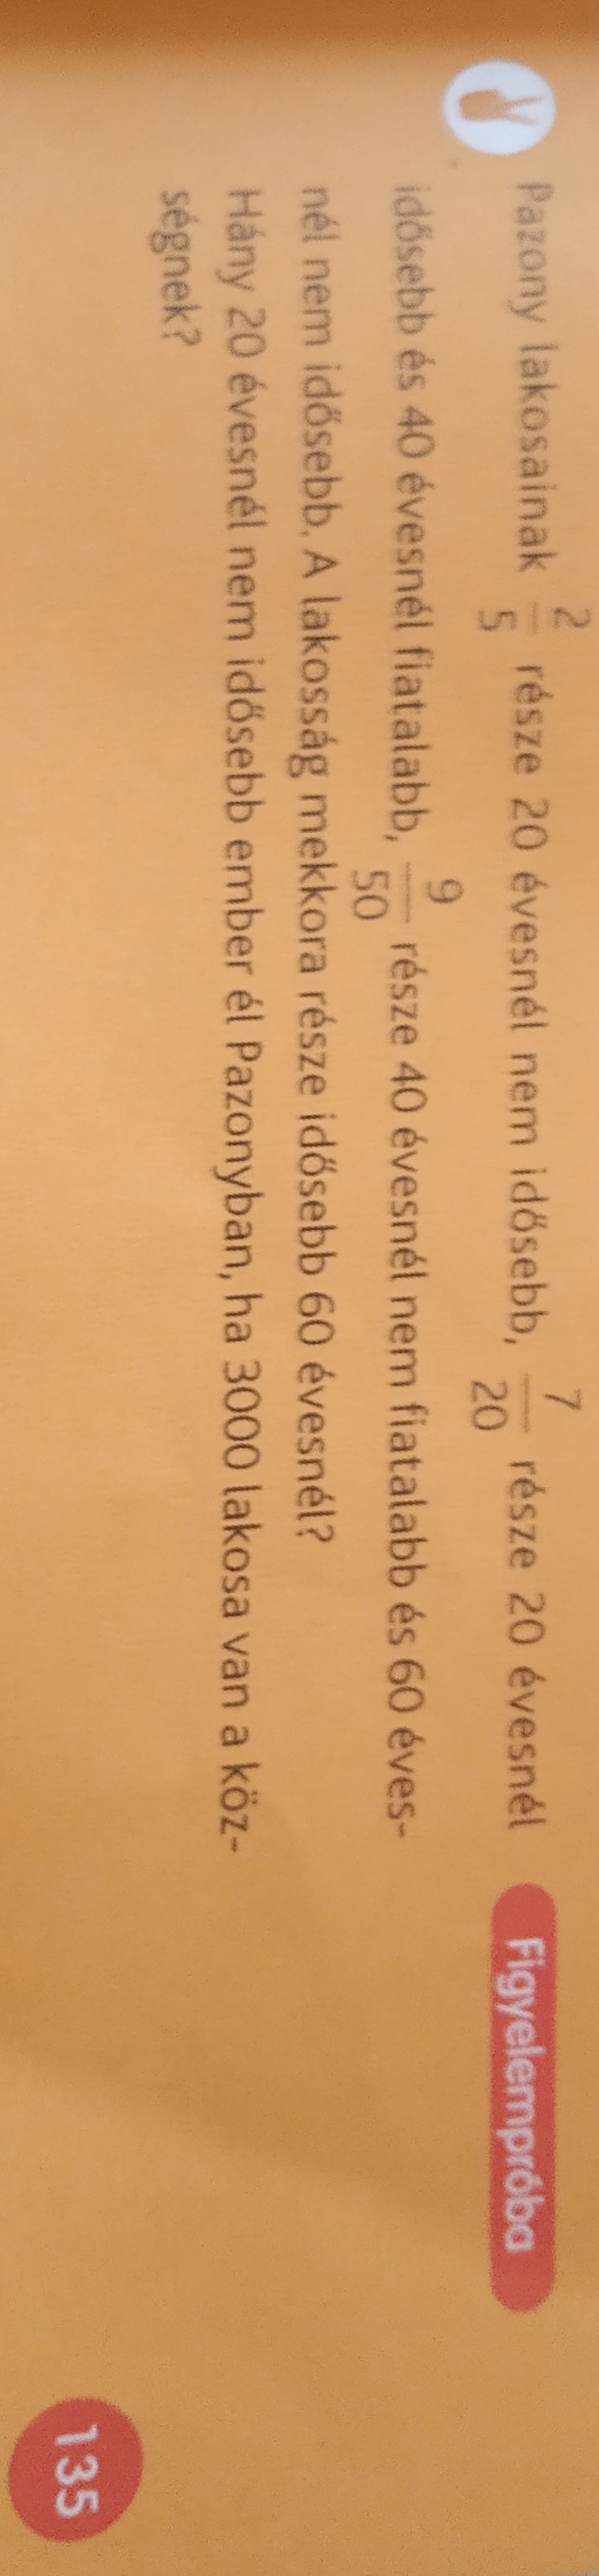 Figyelempróba
Pazony lakosainak 2/5 része 20 évesnél nem idősebb, 7/20 része 20 évesnél
idősebb és 40 évesnél fiatalabb, 9/50 része 40 évesnél nem fiatalabb és 60 éves-
nél nem idősebb. A lakosság mekkora része idősebb 60 évesnél?
Hány 20 évesnél nem idősebb ember él Pazonyban, ha 3000 lakosa van a köz-
ségnek?
135